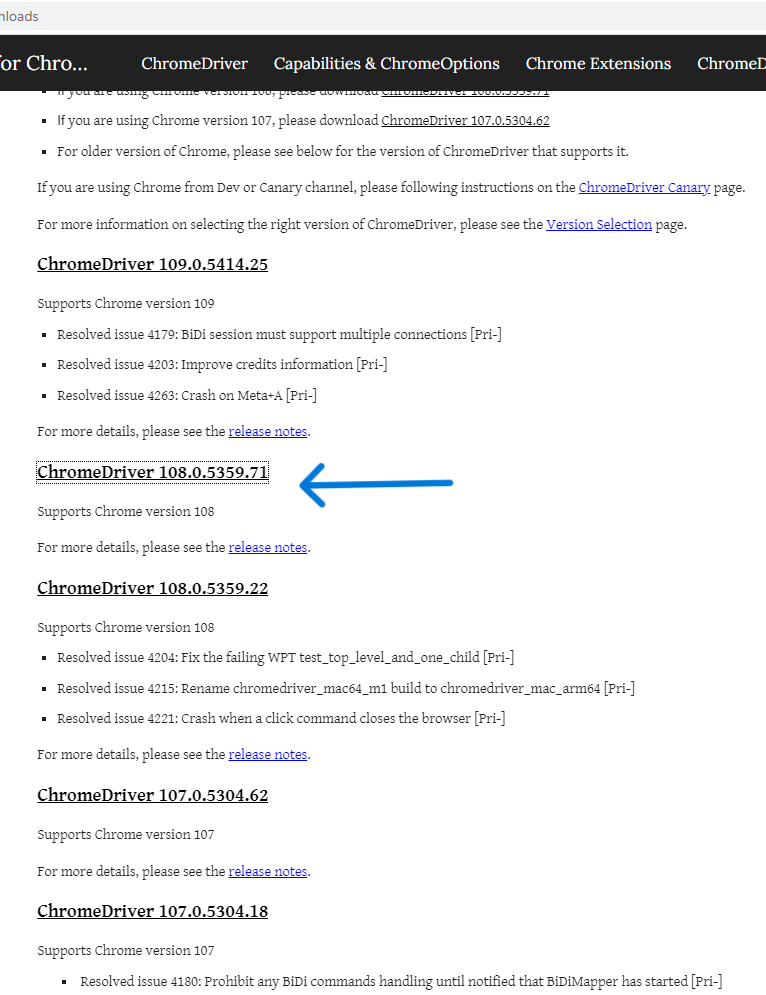 nloads
for Chro...
ChromeDriver
Capabilities & ChromeOptions
Chrome Extensions
ChromeD
If you are using Chrome version 108, please download ChromeDriver 108.0.5359.71
If you are using Chrome version 107, please download ChromeDriver 107.0.5304.62
For older version of Chrome, please see below for the version of ChromeDriver that supports it.
If you are using Chrome from Dev or Canary channel, please following instructions on the ChromeDriver Canary page.
For more information on selecting the right version of ChromeDriver, please see the Version Selection page.
ChromeDriver 109.0.5414.25
Supports Chrome version 109
Resolved issue 4179: BiDi session must support multiple connections [Pri-]
Resolved issue 4203: Improve credits information [Pri-]
Resolved issue 4263: Crash on Meta+A [Pri-]
For more details, please see the release notes.
ChromeDriver 108.0.5359.71
Supports Chrome version 108
For more details, please see the release notes.
ChromeDriver 108.0.5359.22
Supports Chrome version 108
Resolved issue 4204: Fix the failing WPT test_top_level_and_one_child [Pri-]
Resolved issue 4215: Rename chromedriver_mac64_m1 build to chromedriver_mac_arm64 [Pri-]
Resolved issue 4221: Crash when a click command closes the browser [Pri-]
For more details, please see the release notes.
ChromeDriver 107.0.5304.62
Supports Chrome version 107
For more details, please see the release notes.
ChromeDriver 107.0.5304.18
Supports Chrome version 107
Resolved issue 4180: Prohibit any BiDi commands handling until notified that BiDiMapper has started [Pri-]